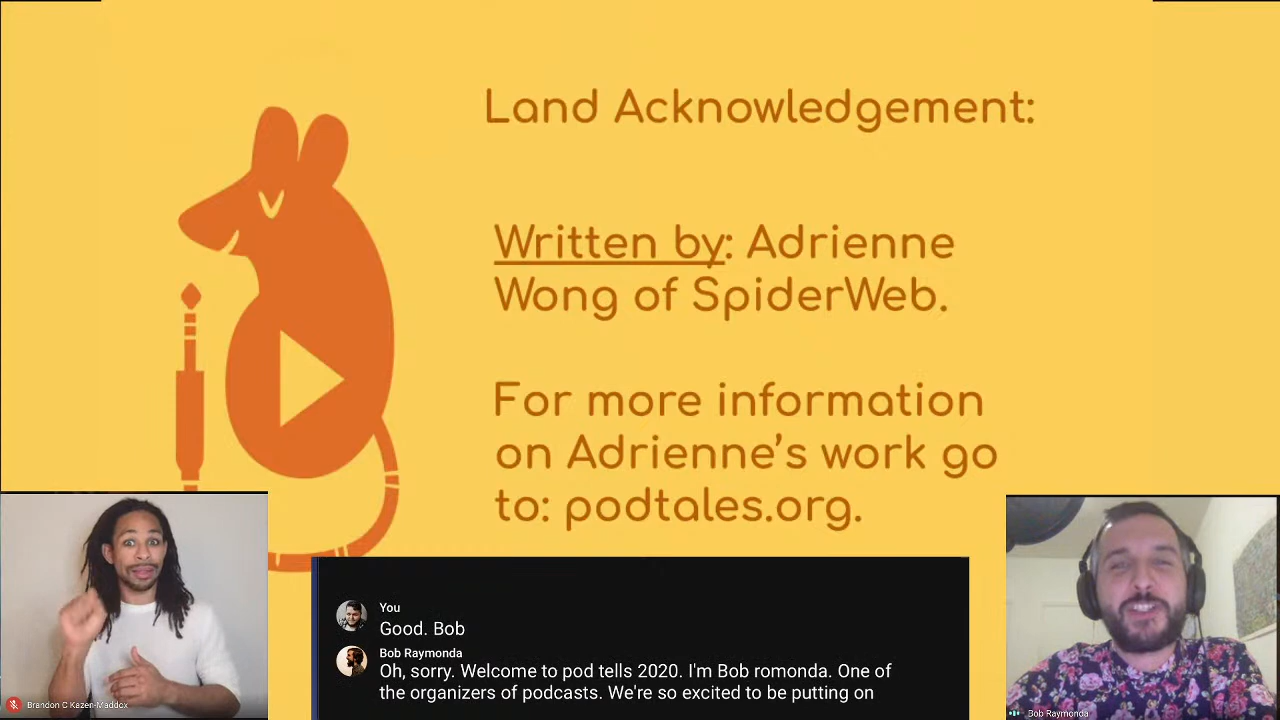 Land Acknowledgement:
Written by: Adrienne
Wong of SpiderWeb.
For more information
on Adrienne’s work go
to: podtales.org.
You
Good. Bob
Bob Raymonda
Oh, sorry. Welcome to pod tells 2020. I'm Bob romonda. One of
the organizers of podcasts. We're so excited to be putting on
Brandon C Kazen-Maddox
Bob Raymonda